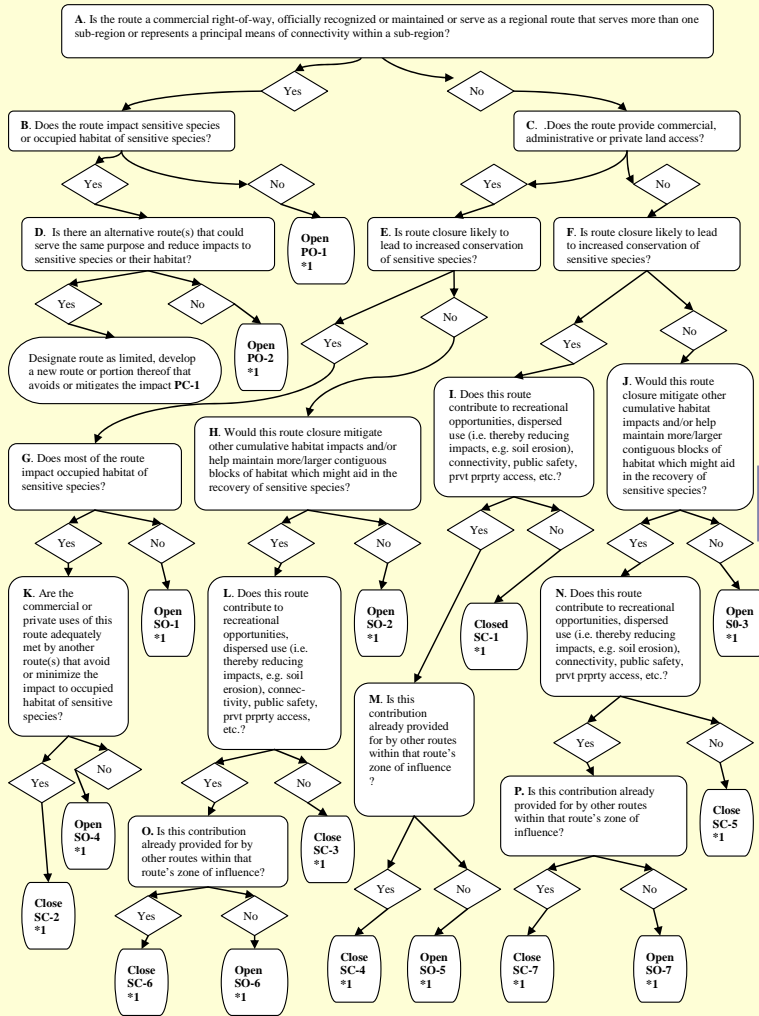 A. Is the route a commercial right-of-way, officially recognized or maintained or serve as a regional route that serves more than one
sub-region or represents a principal means of connectivity within a sub-region?
Yes
No
B. Does the route impact sensitive species
or occupied habitat of sensitive species?
C. .Does the route provide commercial,
administrative or private land access?
Yes
No
Yes
No
D. Is there an alternative route(s) that could
serve the same purpose and reduce impacts to
sensitive species or their habitat?
Open
PO-1
*1
E. Is route closure likely to
lead to increased conservation
of sensitive species?
F. Is route closure likely to lead
to increased conservation of
sensitive species?
Yes
No
Yes
No
Yes
No
Designate route as limited, develop
a new route or portion thereof that
avoids or mitigates the impact PC-1
Open
PO-2
*1
G. Does most of the route
impact occupied habitat of
sensitive species?
H. Would this route closure mitigate
other cumulative habitat impacts and/or
help maintain more/larger contiguous
blocks of habitat which might aid in the
recovery of sensitive species?
I. Does this route
contribute to recreational
opportunities, dispersed
use (i.e. thereby reducing
impacts, e.g. soil erosion),
connectivity, public safety,
prvt prprty access, etc.?
J. Would this route
closure mitigate other
cumulative habitat
impacts and/or help
maintain more/larger
contiguous blocks of
habitat which might aid
in the recovery of
sensitive species?
Yes
No
Yes
No
Yes
No
Yes
No
K. Are the
commercial or
private uses of this
route adequately
met by another
route(s) that avoid
or minimize the
impact to occupied
habitat of sensitive
species?
Open
SO-1
*1
L. Does this route
contribute to
recreational
opportunities,
dispersed use (i.e.
thereby reducing
impacts, e.g. soil
erosion), connec-
tivity, public safety,
prvt prprty access,
etc.?
Open
SO-2
*1
Closed
SC-1
*1
N. Does this route
contribute to recreational
opportunities, dispersed
use (i.e. thereby reducing
impacts, e.g. soil erosion),
connectivity, public safety,
prvt prprty access, etc.?
Open
S0-3
*1
M. Is this
contribution
already provided
for by other routes
within that route's
zone of influence
?
Yes
No
Yes
No
Yes
No
Open
SO-4
*1
Close
SC-2
*1
O. Is this contribution
already provided for by
other routes within that
route's zone of influence?
Close
SC-3
*1
P. Is this contribution already
provided for by other routes
within that route's zone of
influence?
Close
SC-5
*1
Yes
No
Yes
No
Yes
No
Close
SC-6
*1
Open
SO-6
*1
Close
SC-4
*1
Open
SO-5
*1
Close
SC-7
*1
Open
SO-7
*1